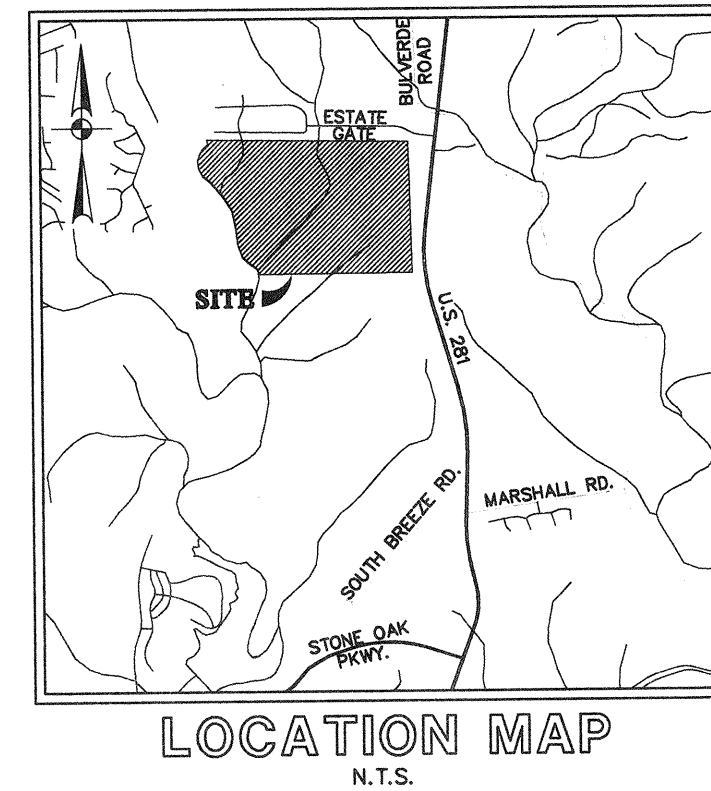 BULVERDE
ROAD
ESTATE
GATE
SITE
U.S. 281
SOUTH BREEZE RD.
MARSHALL RD.
STONE OAK
PKWY.
LOCATION MAP
N.T.S.